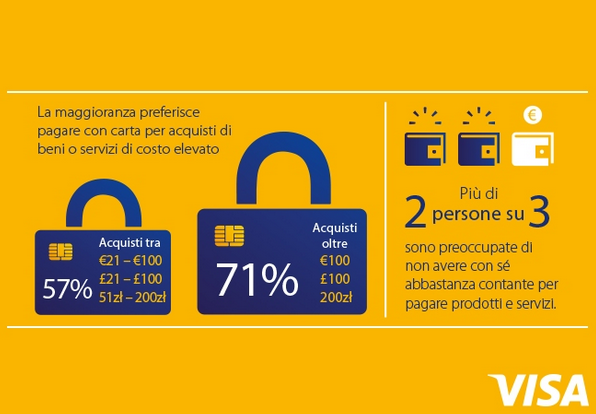 La maggioranza preferisce
pagare con carta per acquisti di
beni o servizi di costo elevato
57%
Acquisti tra
€21 – €100
£21 – £100
51zł – 200zł
71%
Acquisti
oltre
€100
£100
200zł
€
Più di
2 persone su 3
sono preoccupate di
non avere con sé
abbastanza contante per
pagare prodotti e servizi.
VISA